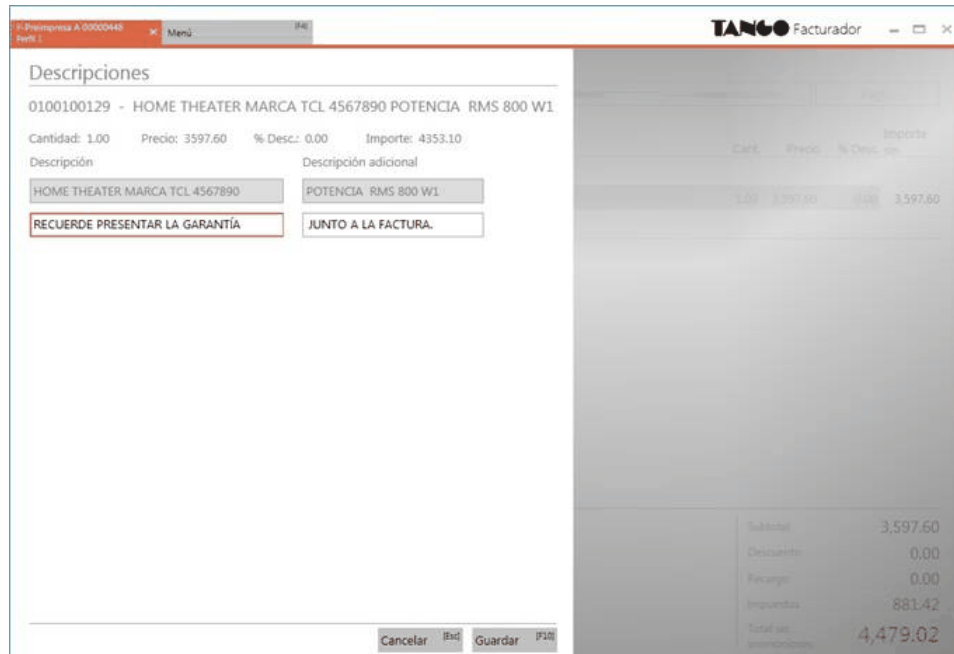 F-Preimpresa A 00000448
Perfil 1
Menú [F4]
TANGO Facturador
Descripciones
0100100129 - HOME THEATER MARCA TCL 4567890 POTENCIA RMS 800 W1
Cantidad: 1.00 Precio: 3597.60 % Desc.: 0.00 Importe: 4353.10
Descripción Descripción adicional
HOME THEATER MARCA TCL 4567890 POTENCIA RMS 800 W1
RECUERDE PRESENTAR LA GARANTÍA JUNTO A LA FACTURA.
Importe
Cant. Precio % Desc.
1.00 3,597.60 0.00 3,597.60
Subtotal 3,597.60
Descuento 0.00
Recargo 0.00
Impuestos 881.42
Total 4,479.02
Cancelar [Esc] Guardar [F10]